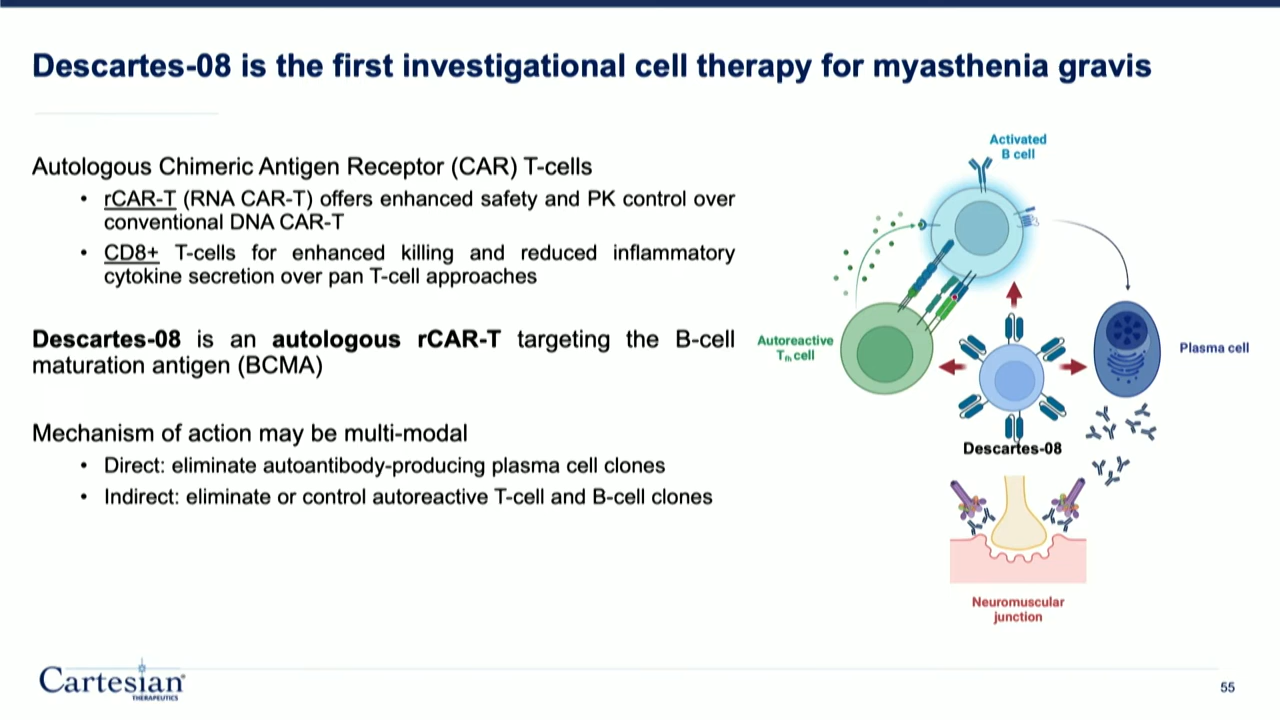 Descartes-08 is the first investigational cell therapy for myasthenia gravis
Autologous Chimeric Antigen Receptor (CAR) T-cells
• rCAR-T (RNA CAR-T) offers enhanced safety and PK control over
conventional DNA CAR-T
• CD8+ T-cells for enhanced killing and reduced inflammatory
cytokine secretion over pan T-cell approaches
Descartes-08 is an autologous rCAR-T targeting the B-cell
maturation antigen (BCMA)
Mechanism of action may be multi-modal
• Direct: eliminate autoantibody-producing plasma cell clones
• Indirect: eliminate or control autoreactive T-cell and B-cell clones
Activated
B cell
Autoreactive
Tfh cell
Plasma cell
Descartes-08
Neuromuscular
junction
Cartesian
THERAPEUTICS
55